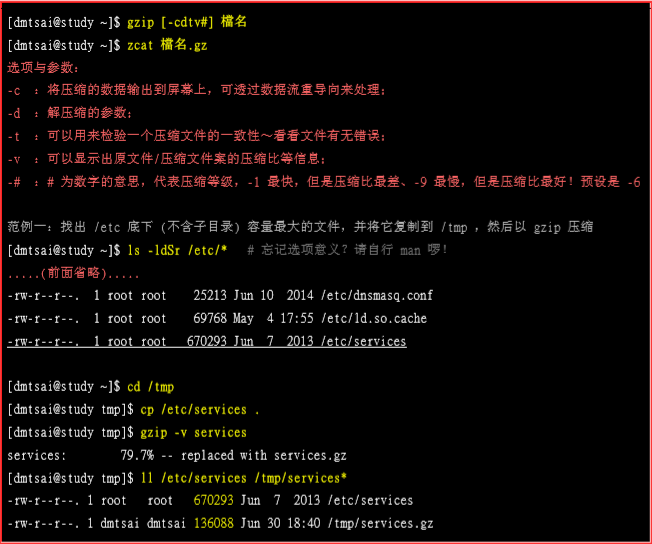 [dmtsai@study ~]$ gzip [-cdtv#] 檔名
[dmtsai@study ~]$ zcat 檔名.gz
选项与参数:
-c  : 将压缩的数据输出到屏幕上, 可透过数据流重导向来处理;
-d  : 解压缩的参数;
-t  : 可以用来检验一个压缩文件的一致性~看看文件有无错误;
-v  : 可以显示出原文件/压缩文件案的压缩比等信息;
-#  : # 为数字的意思, 代表压缩等级, -1 最快, 但是压缩比最差、-9 最慢, 但是压缩比最好! 预设是 -6
范例一: 找出 /etc 底下 (不含子目录) 容量最大的文件, 并将它复制到 /tmp , 然后以 gzip 压缩
[dmtsai@study ~]$ ls -ldSr /etc/*   # 忘记选项意义? 请自行 man 啰!
.....(前面省略).....
-rw-r--r--.  1 root root    25213 Jun 10  2014 /etc/dnsmasq.conf
-rw-r--r--.  1 root root    69768 May  4 17:55 /etc/ld.so.cache
-rw-r--r--.  1 root root   670293 Jun  7  2013 /etc/services
[dmtsai@study ~]$ cd /tmp
[dmtsai@study tmp]$ cp /etc/services .
[dmtsai@study tmp]$ gzip -v services
services:        79.7% -- replaced with services.gz
[dmtsai@study tmp]$ ll /etc/services /tmp/services*
-rw-r--r--. 1 root   root   670293 Jun  7  2013 /etc/services
-rw-r--r--. 1 dmtsai dmtsai 136088 Jun 30 18:40 /tmp/services.gz